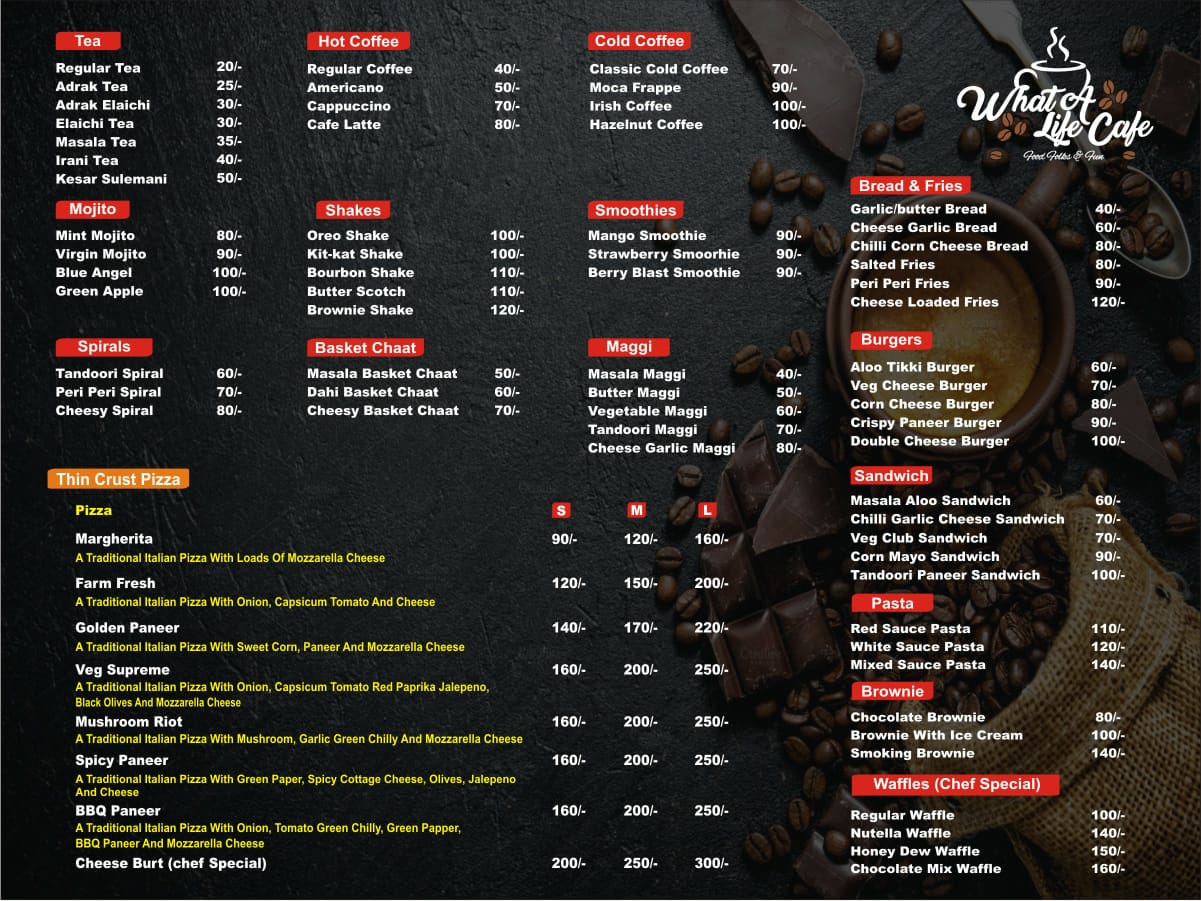 Tea
Regular Tea 20/-
Adrak Tea 25/-
Adrak Elaichi 30/-
Elaichi Tea 30/-
Masala Tea 35/-
Irani Tea 40/-
Kesar Sulemani 50/-
Hot Coffee
Regular Coffee 40/-
Americano 50/-
Cappuccino 70/-
Cafe Latte 80/-
Cold Coffee
Classic Cold Coffee 70/-
Moca Frappe 90/-
Irish Coffee 100/-
Hazelnut Coffee 100/-
What A
Life Cafe
Food Folks & Fun
Mojito
Mint Mojito 80/-
Virgin Mojito 90/-
Blue Angel 100/-
Green Apple 100/-
Shakes
Oreo Shake 100/-
Kit-kat Shake 100/-
Bourbon Shake 110/-
Butter Scotch 110/-
Brownie Shake 120/-
Smoothies
Mango Smoothie 90/-
Strawberry Smoorhie 90/-
Berry Blast Smoothie 90/-
Spirals
Tandoori Spiral 60/-
Peri Peri Spiral 70/-
Cheesy Spiral 80/-
Basket Chaat
Masala Basket Chaat 50/-
Dahi Basket Chaat 60/-
Cheesy Basket Chaat 70/-
Maggi
Masala Maggi 40/-
Butter Maggi 50/-
Vegetable Maggi 60/-
Tandoori Maggi 70/-
Cheese Garlic Maggi 80/-
Thin Crust Pizza
Pizza S M L
Margherita 90/- 120/- 160/-
A Traditional Italian Pizza With Loads Of Mozzarella Cheese
Farm Fresh 120/- 150/- 200/-
A Traditional Italian Pizza With Onion, Capsicum Tomato And Cheese
Golden Paneer 140/- 170/- 220/-
A Traditional Italian Pizza With Sweet Corn, Paneer And Mozzarella Cheese
Veg Supreme 160/- 200/- 250/-
A Traditional Italian Pizza With Onion, Capsicum Tomato Red Paprika Jalepeno,
Black Olives And Mozzarella Cheese
Mushroom Riot 160/- 200/- 250/-
A Traditional Italian Pizza With Mushroom, Garlic Green Chilly And Mozzarella Cheese
Spicy Paneer 160/- 200/- 250/-
A Traditional Italian Pizza With Green Paper, Spicy Cottage Cheese, Olives, Jalepeno
And Cheese
BBQ Paneer 160/- 200/- 250/-
A Traditional Italian Pizza With Onion, Tomato Green Chilly, Green Papper,
BBQ Paneer And Mozzarella Cheese
Cheese Burt (chef Special) 200/- 250/- 300/-
Bread & Fries
Garlic/butter Bread 40/-
Cheese Garlic Bread 60/-
Chilli Corn Cheese Bread 80/-
Salted Fries 80/-
Peri Peri Fries 90/-
Cheese Loaded Fries 120/-
Burgers
Aloo Tikki Burger 60/-
Veg Cheese Burger 70/-
Corn Cheese Burger 80/-
Crispy Paneer Burger 90/-
Double Cheese Burger 100/-
Sandwich
Masala Aloo Sandwich 60/-
Chilli Garlic Cheese Sandwich 70/-
Veg Club Sandwich 70/-
Corn Mayo Sandwich 90/-
Tandoori Paneer Sandwich 100/-
Pasta
Red Sauce Pasta 110/-
White Sauce Pasta 120/-
Mixed Sauce Pasta 140/-
Brownie
Chocolate Brownie 80/-
Brownie With Ice Cream 100/-
Smoking Brownie 140/-
Waffles (Chef Special)
Regular Waffle 100/-
Nutella Waffle 140/-
Honey Dew Waffle 150/-
Chocolate Mix Waffle 160/-